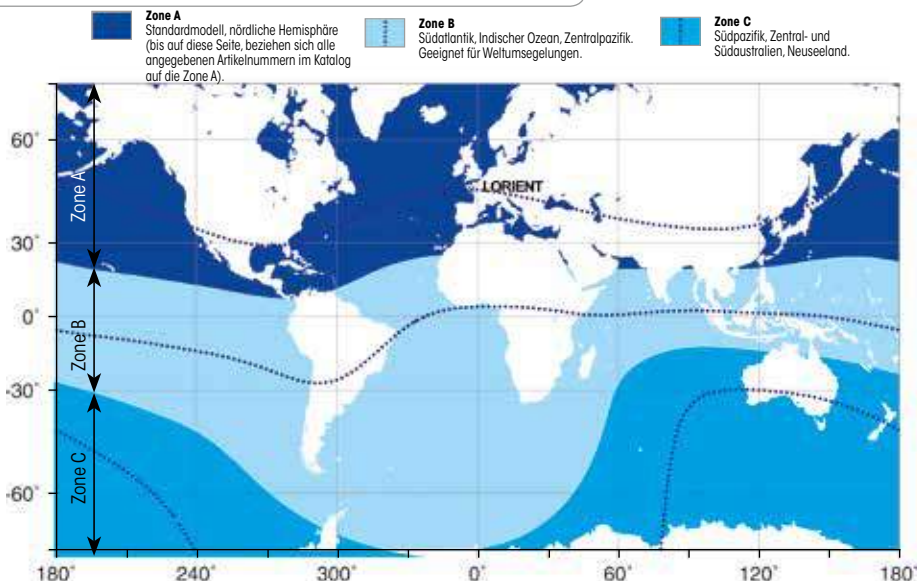 Zone A
Standardmodell, nördliche Hemisphäre
(bis auf diese Seite, beziehen sich alle
angegebenen Artikelnummern im Katalog
auf die Zone A).
Zone B
Südatlantik, Indischer Ozean, Zentralpazifik.
Geeignet für Weltumsegelungen.
Zone C
Südpazifik, Zentral- und
Südaustralien, Neuseeland.
60°
30°
0°
-30°
-60°
Zone A
Zone B
Zone C
LORIENT
180° 240° 300° 0° 60° 120° 180°